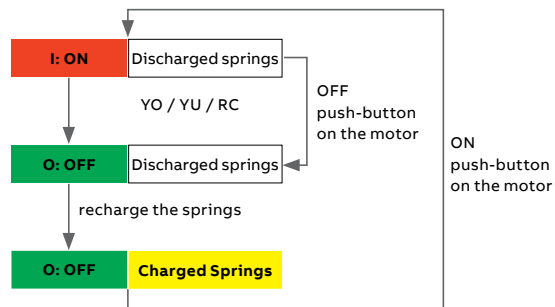 I: ON
Discharged springs
YO / YU / RC
OFF
push-button
on the motor
ON
push-button
on the motor
O: OFF
Discharged springs
recharge the springs
O: OFF
Charged Springs